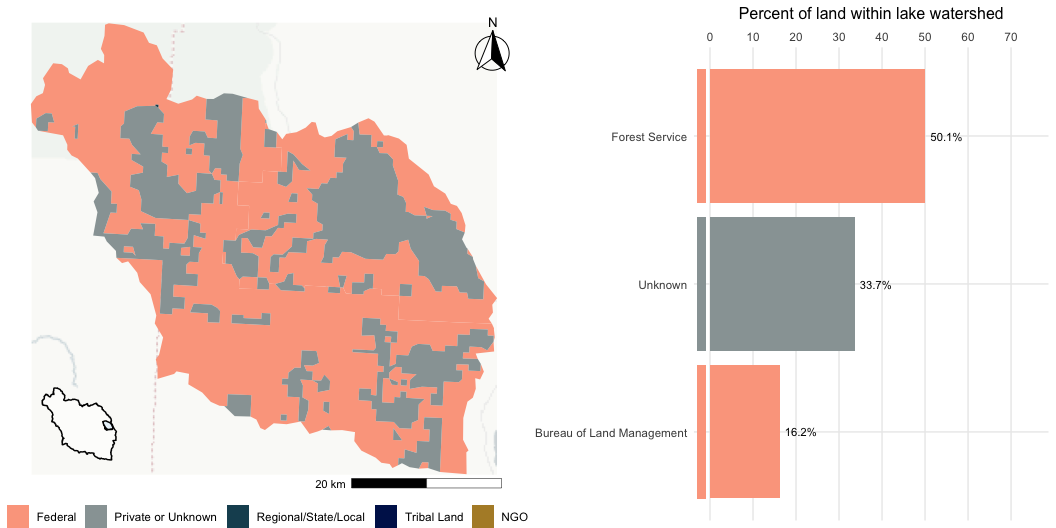 N
20 km
Federal
Private or Unknown
Regional/State/Local
Tribal Land
NGO
Percent of land within lake watershed
0 10 20 30 40 50 60 70
Forest Service
50.1%
Unknown
33.7%
Bureau of Land Management
16.2%